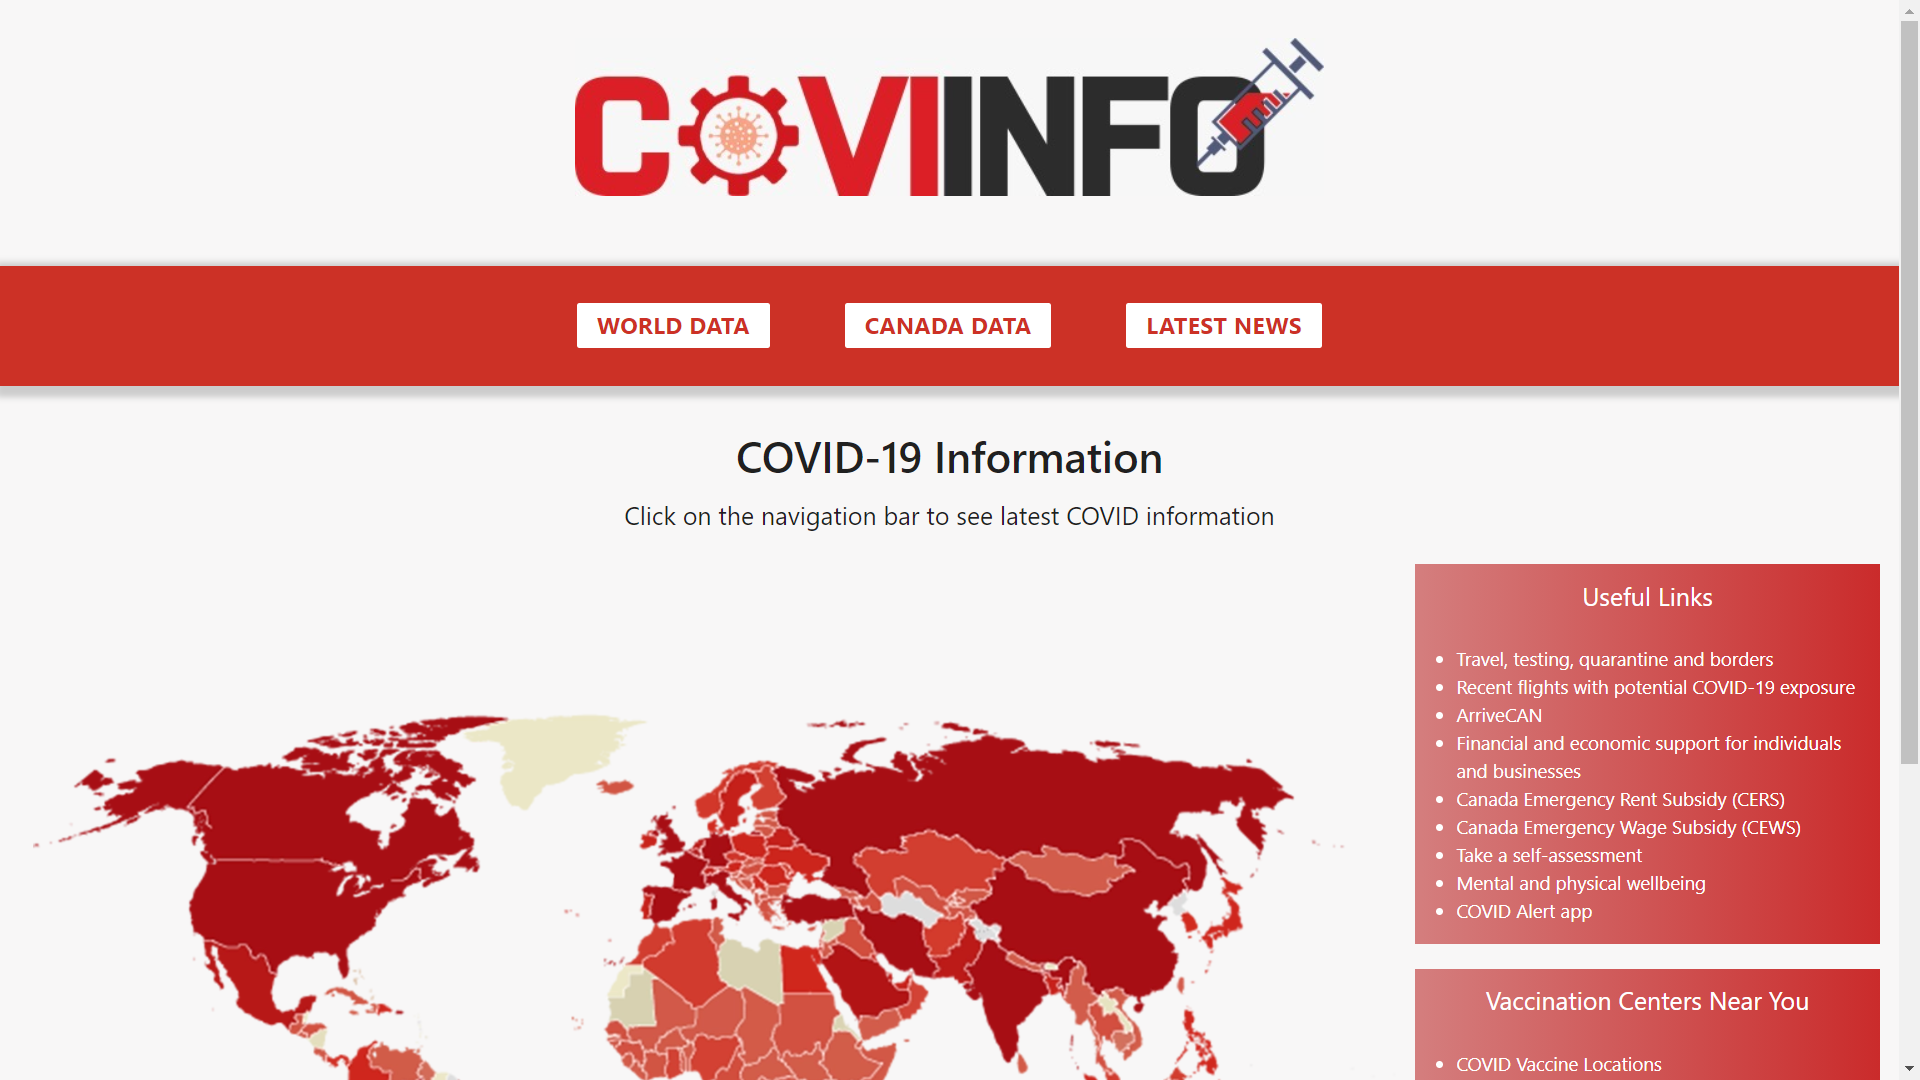 COVIINFO
WORLD DATA
CANADA DATA
LATEST NEWS
COVID-19 Information
Click on the navigation bar to see latest COVID information
Useful Links
Travel, testing, quarantine and borders
Recent flights with potential COVID-19 exposure
ArriveCAN
Financial and economic support for individuals
and businesses
Canada Emergency Rent Subsidy (CERS)
Canada Emergency Wage Subsidy (CEWS)
Take a self-assessment
Mental and physical wellbeing
COVID Alert app
Vaccination Centers Near You
COVID Vaccine Locations